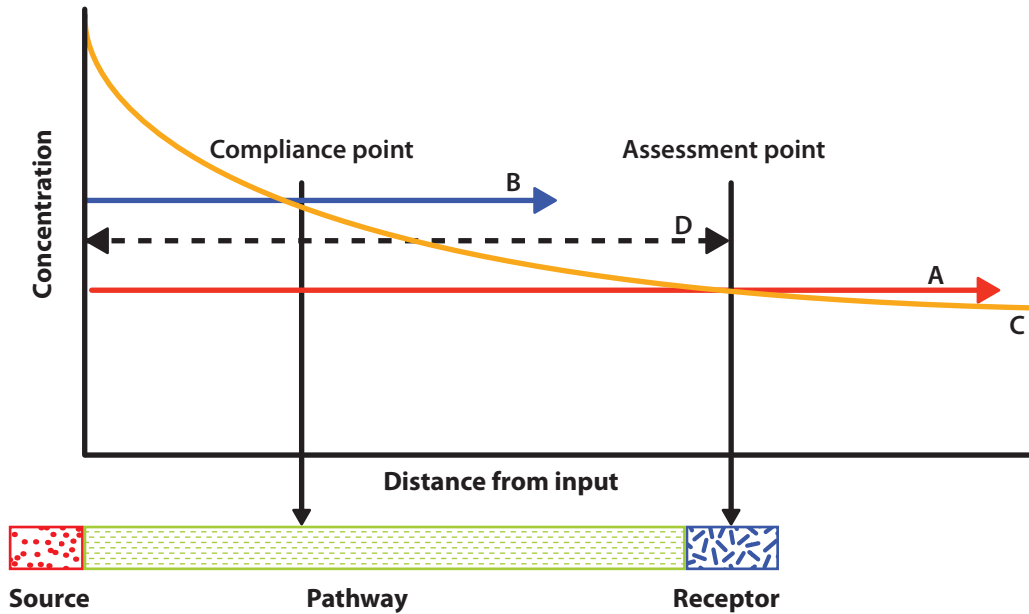 Concentration
Compliance point
Assessment point
B
D
A
C
Distance from input
Source
Pathway
Receptor